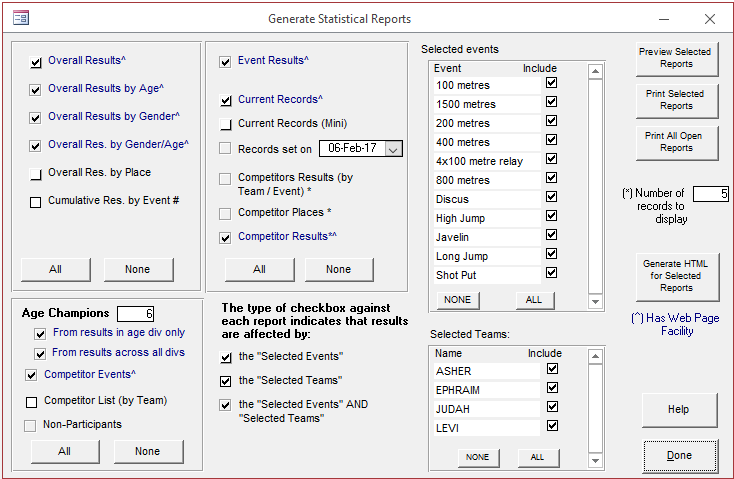 Generate Statistical Reports
Overall Results^
Overall Results by Age^
Overall Results by Gender^
Overall Res. by Gender/Age^
Overall Res. by Place
Cumulative Res. by Event #
All
None
Event Results^
Current Records^
Current Records (Mini)
Records set on
06-Feb-17
Competitors Results (by
Team / Event) *
Competitor Places *
Competitor Results*^
All
None
Selected events
Event
Include
100 metres
1500 metres
200 metres
400 metres
4x100 metre relay
800 metres
Discus
High Jump
Javelin
Long Jump
Shot Put
NONE
ALL
Preview Selected
Reports
Print Selected
Reports
Print All Open
Reports
(*) Number of
records to
display
5
Generate HTML
for Selected
Reports
(^) Has Web Page
Facility
Age Champions
6
From results in age div only
From results across all divs
Competitor Events^
Competitor List (by Team)
Non-Participants
All
None
The type of checkbox against
each report indicates that results
are affected by:
the "Selected Events"
the "Selected Teams"
the "Selected Events" AND
"Selected Teams"
Selected Teams:
Name
Include
ASHER
EPHRAIM
JUDAH
LEVI
NONE
ALL
Help
Done